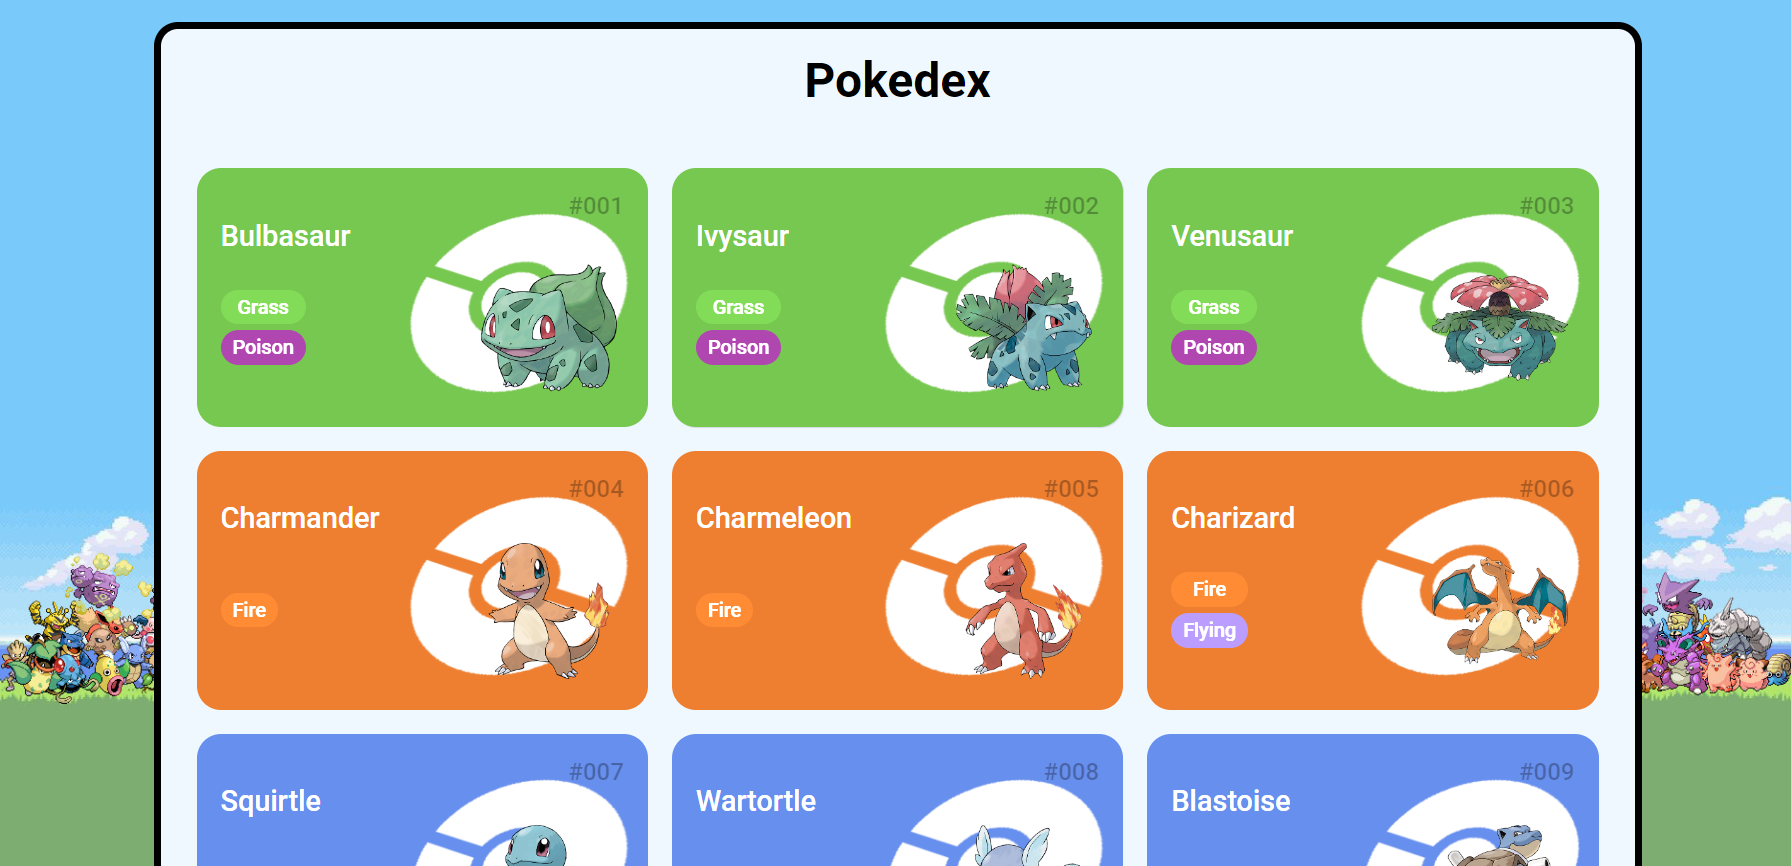 Pokedex
#001
Bulbasaur
Grass
Poison
#002
Ivysaur
Grass
Poison
#003
Venusaur
Grass
Poison
#004
Charmander
Fire
#005
Charmeleon
Fire
#006
Charizard
Fire
Flying
#007
Squirtle
#008
Wartortle
#009
Blastoise